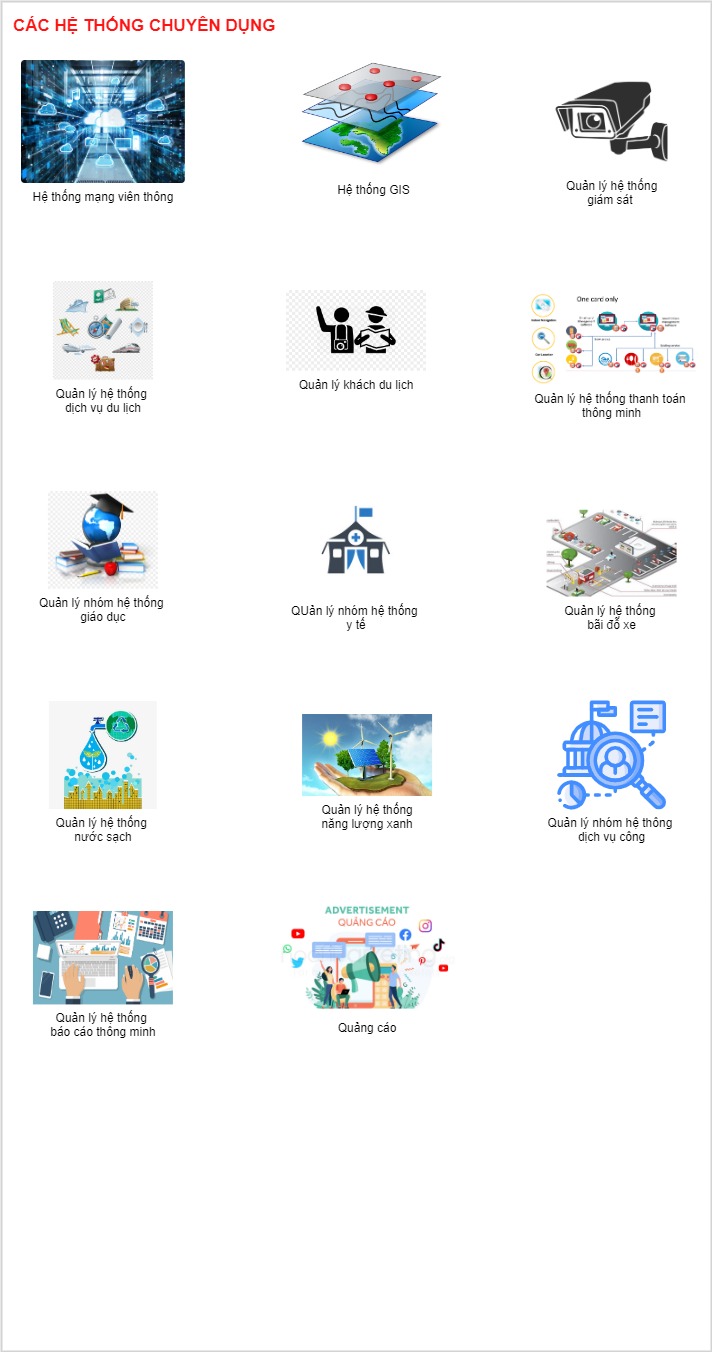 CÁC HỆ THỐNG CHUYÊN DỤNG
Hệ thống mạng viên thông
Hệ thống GIS
Quản lý hệ thống
giám sát
Quản lý hệ thống
dịch vụ du lịch
Quản lý khách du lịch
One card only
Quản lý hệ thống thanh toán
thông minh
Quản lý nhóm hệ thống
giáo dục
QUản lý nhóm hệ thống
y tế
Quản lý hệ thống
bãi đỗ xe
Quản lý hệ thống
nước sạch
Quản lý hệ thống
năng lượng xanh
Quản lý nhóm hệ thông
dịch vụ công
Quản lý hệ thống
báo cáo thông minh
ADVERTISEMENT
QUẢNG CÁO
Quảng cáo